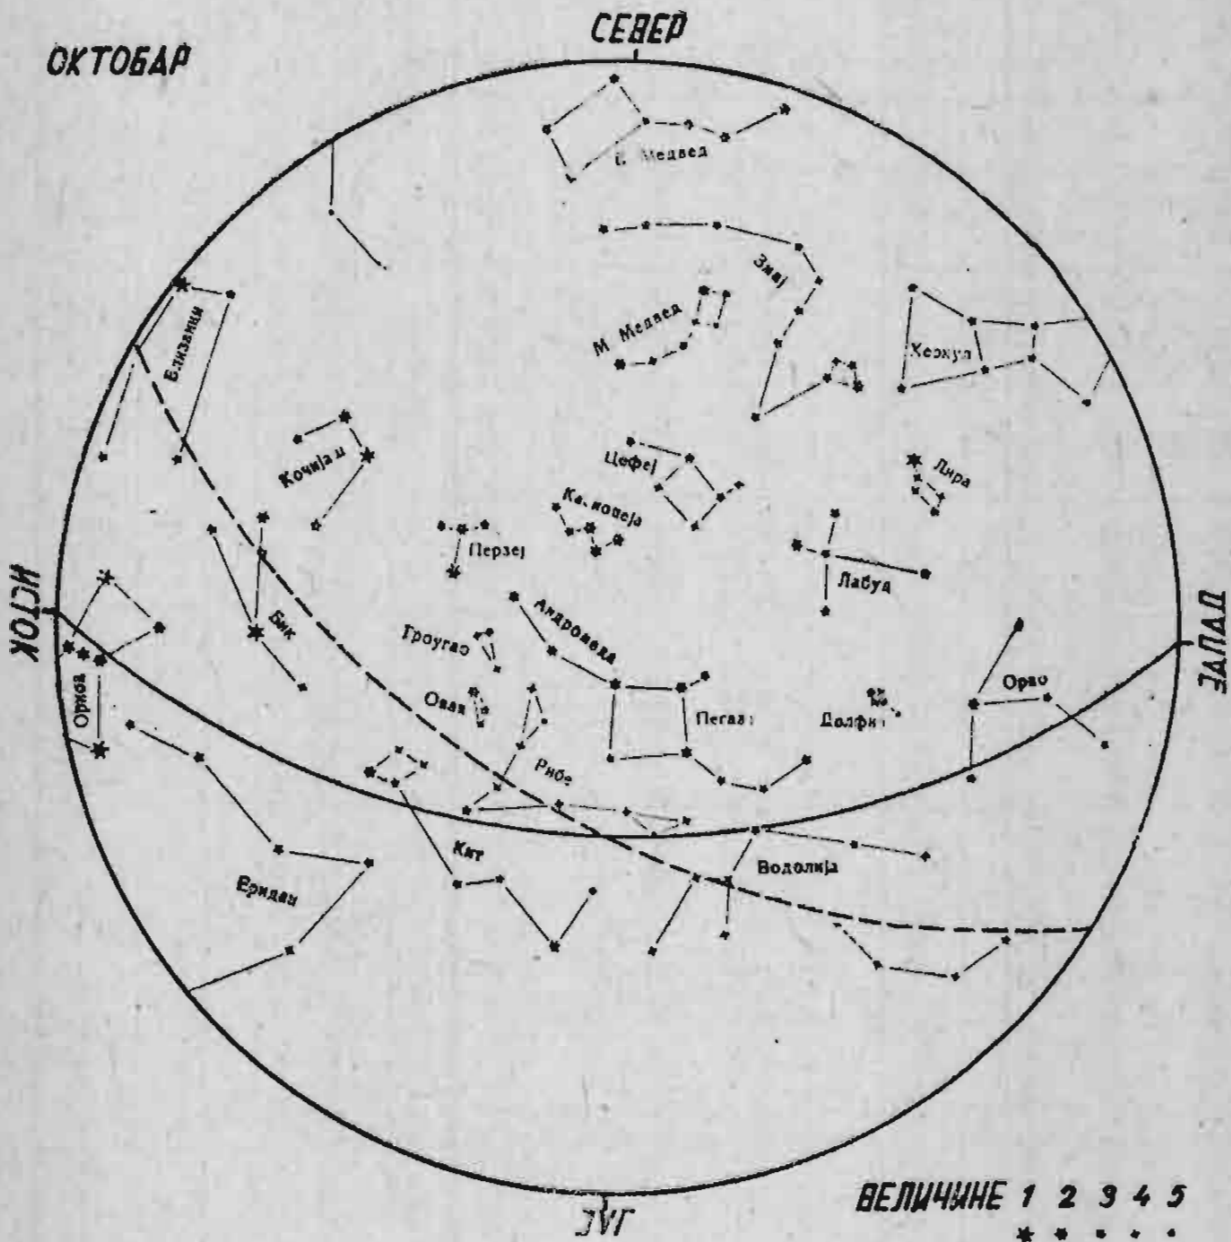 СЕВЕР
ОКТОБАР
Медвед
Змај
М. Медвед
Близанци
Херкул
Кочијаш
Цефеј
Лира
Касиопеја
Перзеј
Лабуд
ИСТОК
ЗАПАД
Бик
Андромеда
Троугао
Орион
Ован
Пегаз
Делфин
Орао
Рибе
Кит
Водолија
Еридан
ЈУГ
ВЕЛИЧИНЕ 1 2 3 4 5